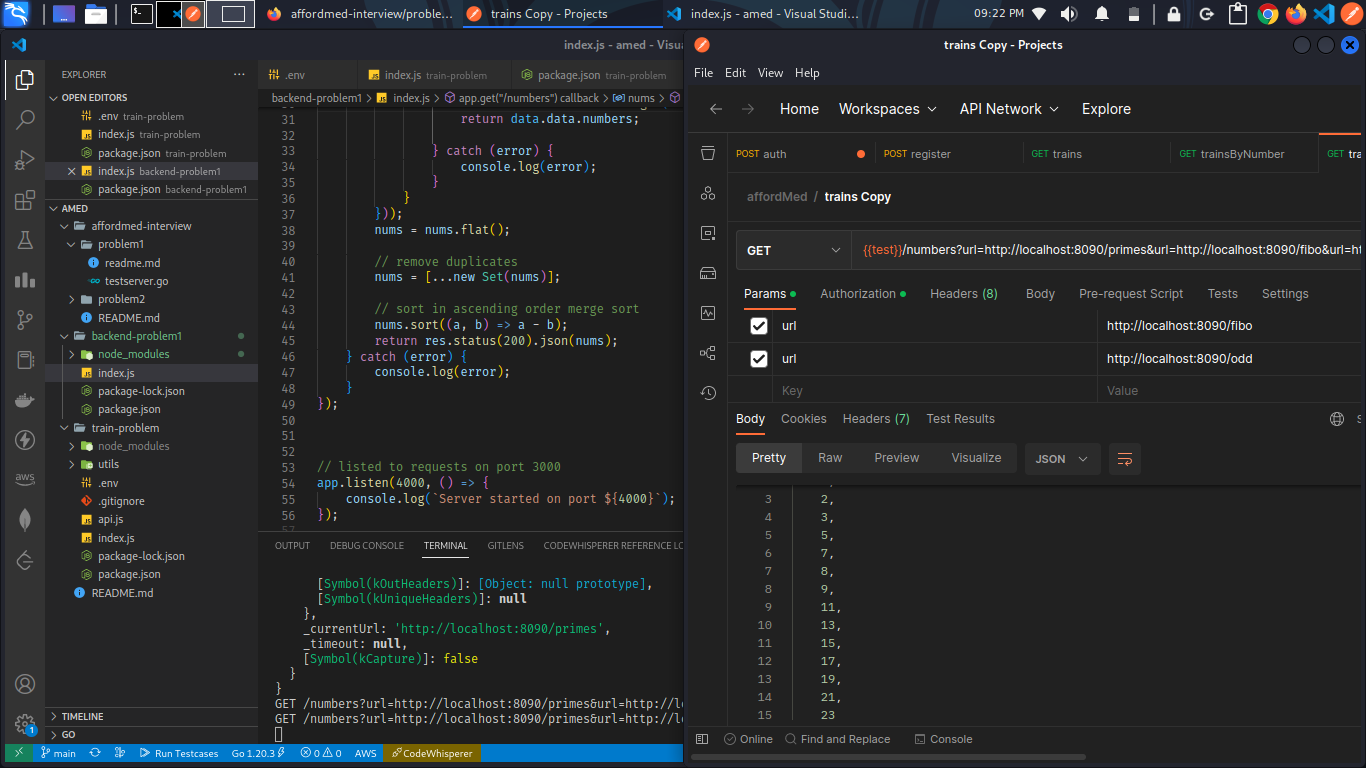 affordmed-interview/proble...
trains Copy - Projects
index.js - amed - Visual Studi...
09:22 PM
index.js - amed - Visua
EXPLORER
OPEN EDITORS
.env train-problem
index.js train-problem
package.json train-problem
index.js backend-problem1
package.json backend-problem1
AMED
affordmed-interview
problem1
readme.md
testserver.go
problem2
README.md
backend-problem1
node_modules
index.js
package-lock.json
package.json
train-problem
node_modules
utils
.env
.gitignore
api.js
index.js
package-lock.json
package.json
README.md
TIMELINE
GO
aws
1
.env
index.js train-problem
package.json train-problem
backend-problem1 > index.js > app.get("/numbers") callback > nums >
31 return data.data.numbers;
32
33 } catch (error) {
34 console.log(error);
35 }
36 }
37 }));
38 nums = nums.flat();
39
40 // remove duplicates
41 nums = [...new Set(nums)];
42
43 // sort in ascending order merge sort
44 nums.sort((a, b) => a - b);
45 return res.status(200).json(nums);
46 } catch (error) {
47 console.log(error);
48 }
49 });
50
51
52
53 // listed to requests on port 3000
54 app.listen(4000, () => {
55 console.log(`Server started on port ${4000}`);
56 });
57
OUTPUT DEBUG CONSOLE TERMINAL GITLENS CODEWHISPERER REFERENCE LO
[Symbol(kOutHeaders)]: [Object: null prototype],
[Symbol(kUniqueHeaders)]: null
},
_currentUrl: 'http://localhost:8090/primes',
_timeout: null,
[Symbol(kCapture)]: false
}
}
GET /numbers?url=http://localhost:8090/primes&url=http://lo
GET /numbers?url=http://localhost:8090/primes&url=http://lo
main Run Testcases Go 1.20.3 0 0 AWS CodeWhisperer
trains Copy - Projects
File Edit View Help
Home Workspaces API Network Explore
POST auth
POST register
GET trains
GET trainsByNumber
GET tra
affordMed / trains Copy
GET {{test}}/numbers?url=http://localhost:8090/primes&url=http://localhost:8090/fibo&url=ht
Params Authorization Headers (8) Body Pre-request Script Tests Settings
url http://localhost:8090/fibo
url http://localhost:8090/odd
Key Value
Body Cookies Headers (7) Test Results
Pretty Raw Preview Visualize JSON
3 2,
4 3,
5 5,
6 7,
7 8,
8 9,
9 11,
10 13,
11 15,
12 17,
13 19,
14 21,
15 23
Online Find and Replace Console